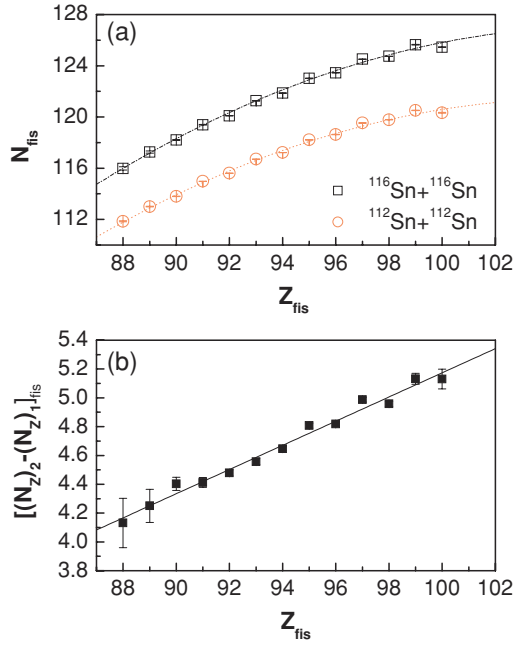 (a)
128
124
120
116
112
N_fis
¹¹⁶Sn+¹¹⁶Sn
¹¹²Sn+¹¹²Sn
88 90 92 94 96 98 100 102
Z_fis
(b)
5.4
5.2
5.0
4.8
4.6
4.4
4.2
4.0
3.8
[(N_Z)_2-(N_Z)_1]_fis
88 90 92 94 96 98 100 102
Z_fis